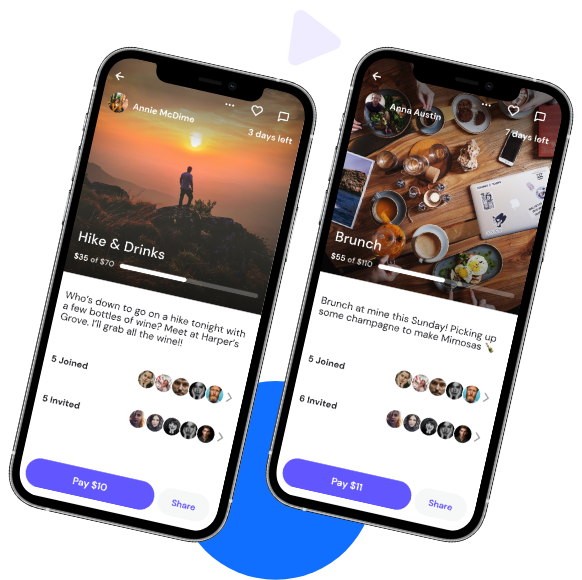 Annie McDime
3 days left
Hike & Drinks
$35 of $70
Who's down to go on a hike tonight with
a few bottles of wine? Meet at Harper's
Grove. I'll grab all the wine!!
5 Joined
5 Invited
Pay $10
Share
Anna Austin
7 days left
Brunch
$55 of $110
Brunch at mine this Sunday! Picking up
some champagne to make Mimosas 🍾
5 Joined
6 Invited
Pay $11
Share